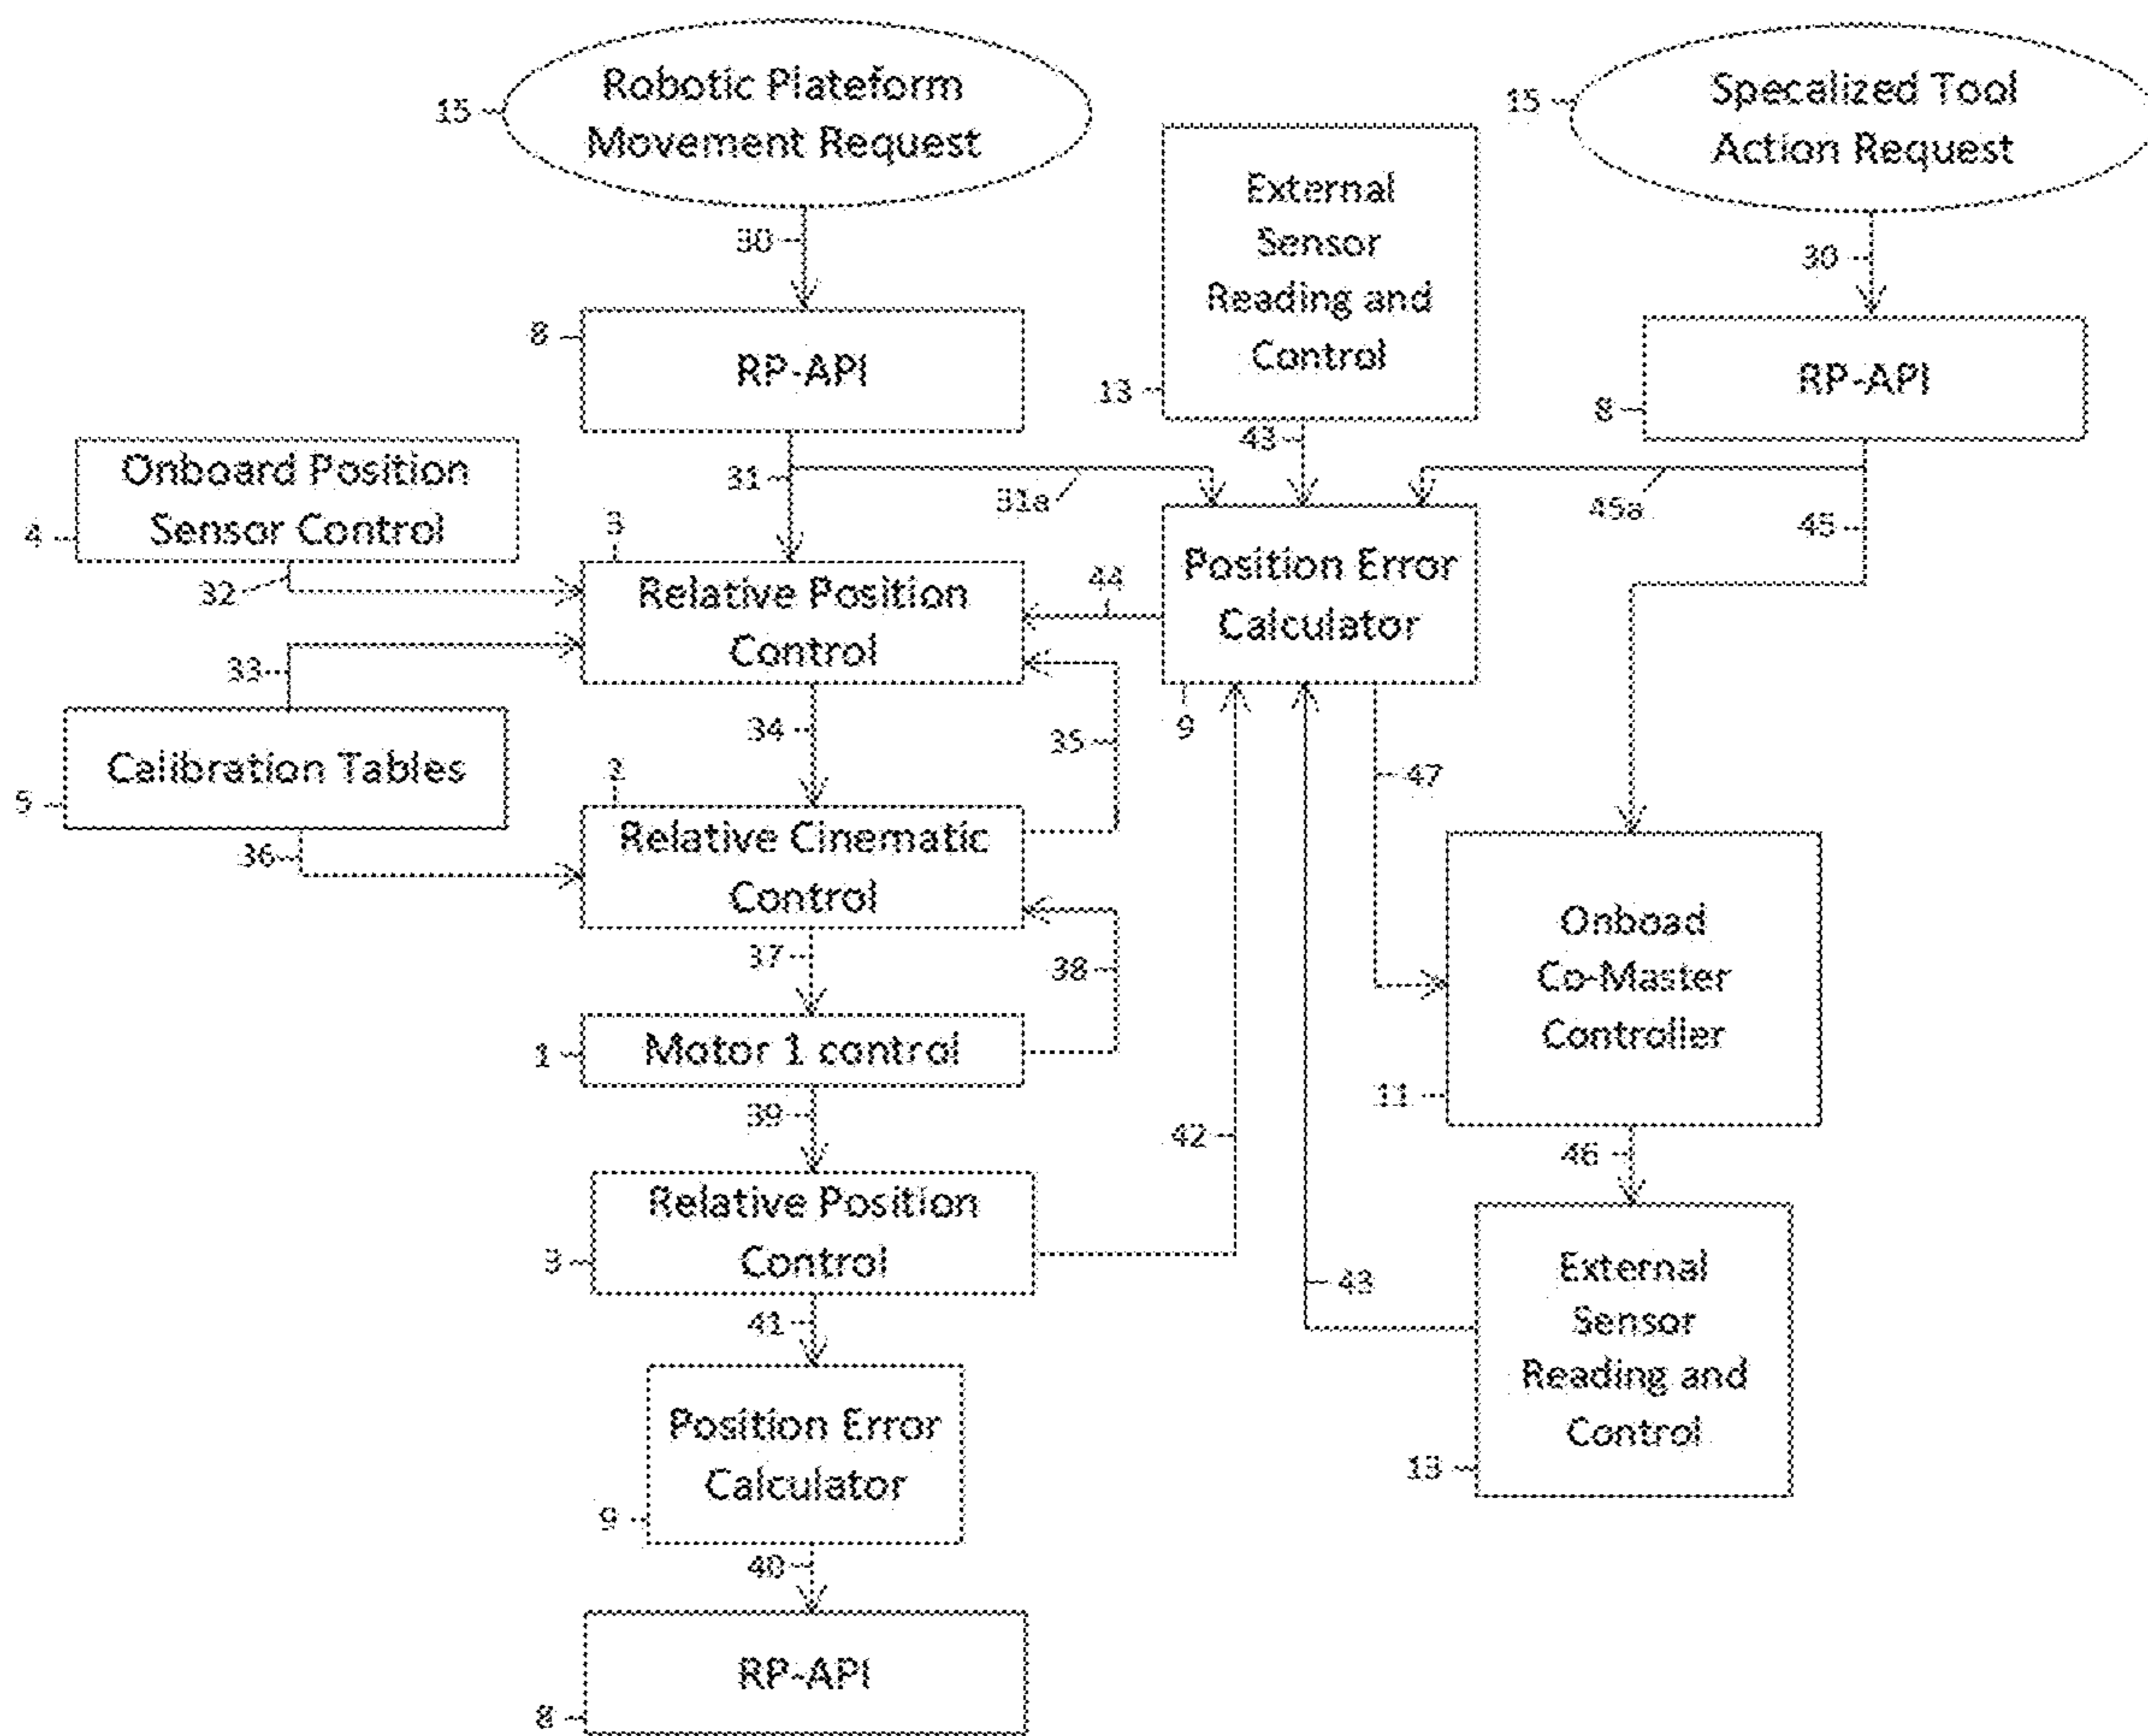 15
Robotic Plateform
Movement Request
30
8
RP-API
31
31a
External
Sensor
Reading and
Control
13
43
15
Specalized Tool
Action Request
30
RP-API
8
45a
45
Onboard Position
Sensor Control
4
32
3
Relative Position
Control
44
Position Error
Calculator
9
33
Calibration Tables
5
36
34
35
2
Relative Cinematic
Control
37
38
47
Motor 1 control
1
39
42
Onboad
Co-Master
Controller
11
46
Relative Position
Control
3
41
43
External
Sensor
Reading and
Control
13
Position Error
Calculator
9
40
RP-API
8